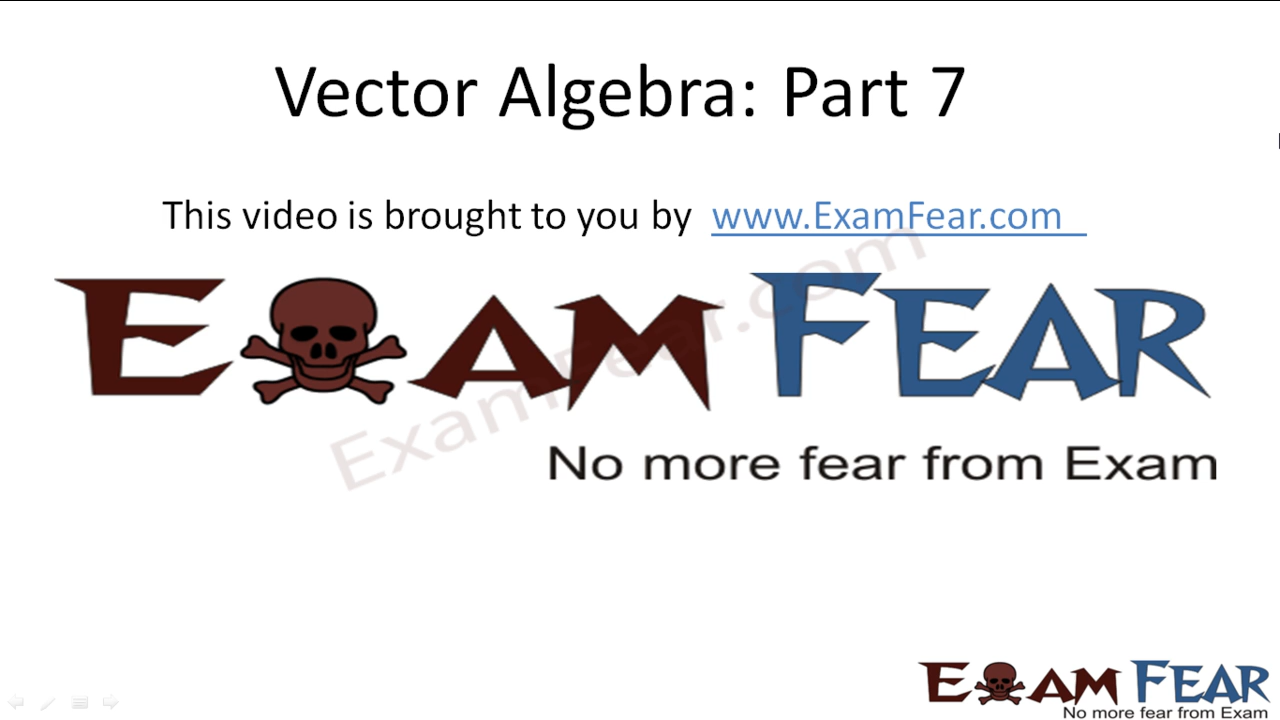 Vector Algebra: Part 7
This video is brought to you by www.ExamFear.com
EXAM FEAR
ExamFear.com
No more fear from Exam
EXAM FEAR
No more fear from Exam